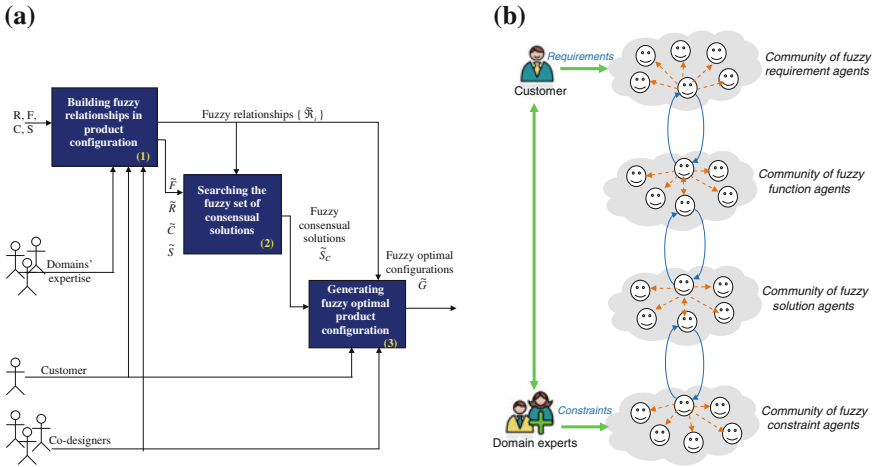 (a)
R, F,
C, S
Building fuzzy
relationships in
product
configuration
(1)
Fuzzy relationships { ℜ̃ᵢ }
F̃
R̃
C̃
S̃
Searching the
fuzzy set of
consensual
solutions
(2)
Fuzzy
consensual
solutions
S̃c
Fuzzy optimal
configurations
G̃
Generating
fuzzy optimal
product
configuration
(3)
Domains'
expertise
Customer
Co-designers
(b)
Requirements
Customer
Community of fuzzy
requirement agents
Community of fuzzy
function agents
Community of fuzzy
solution agents
Constraints
Domain experts
Community of fuzzy
constraint agents